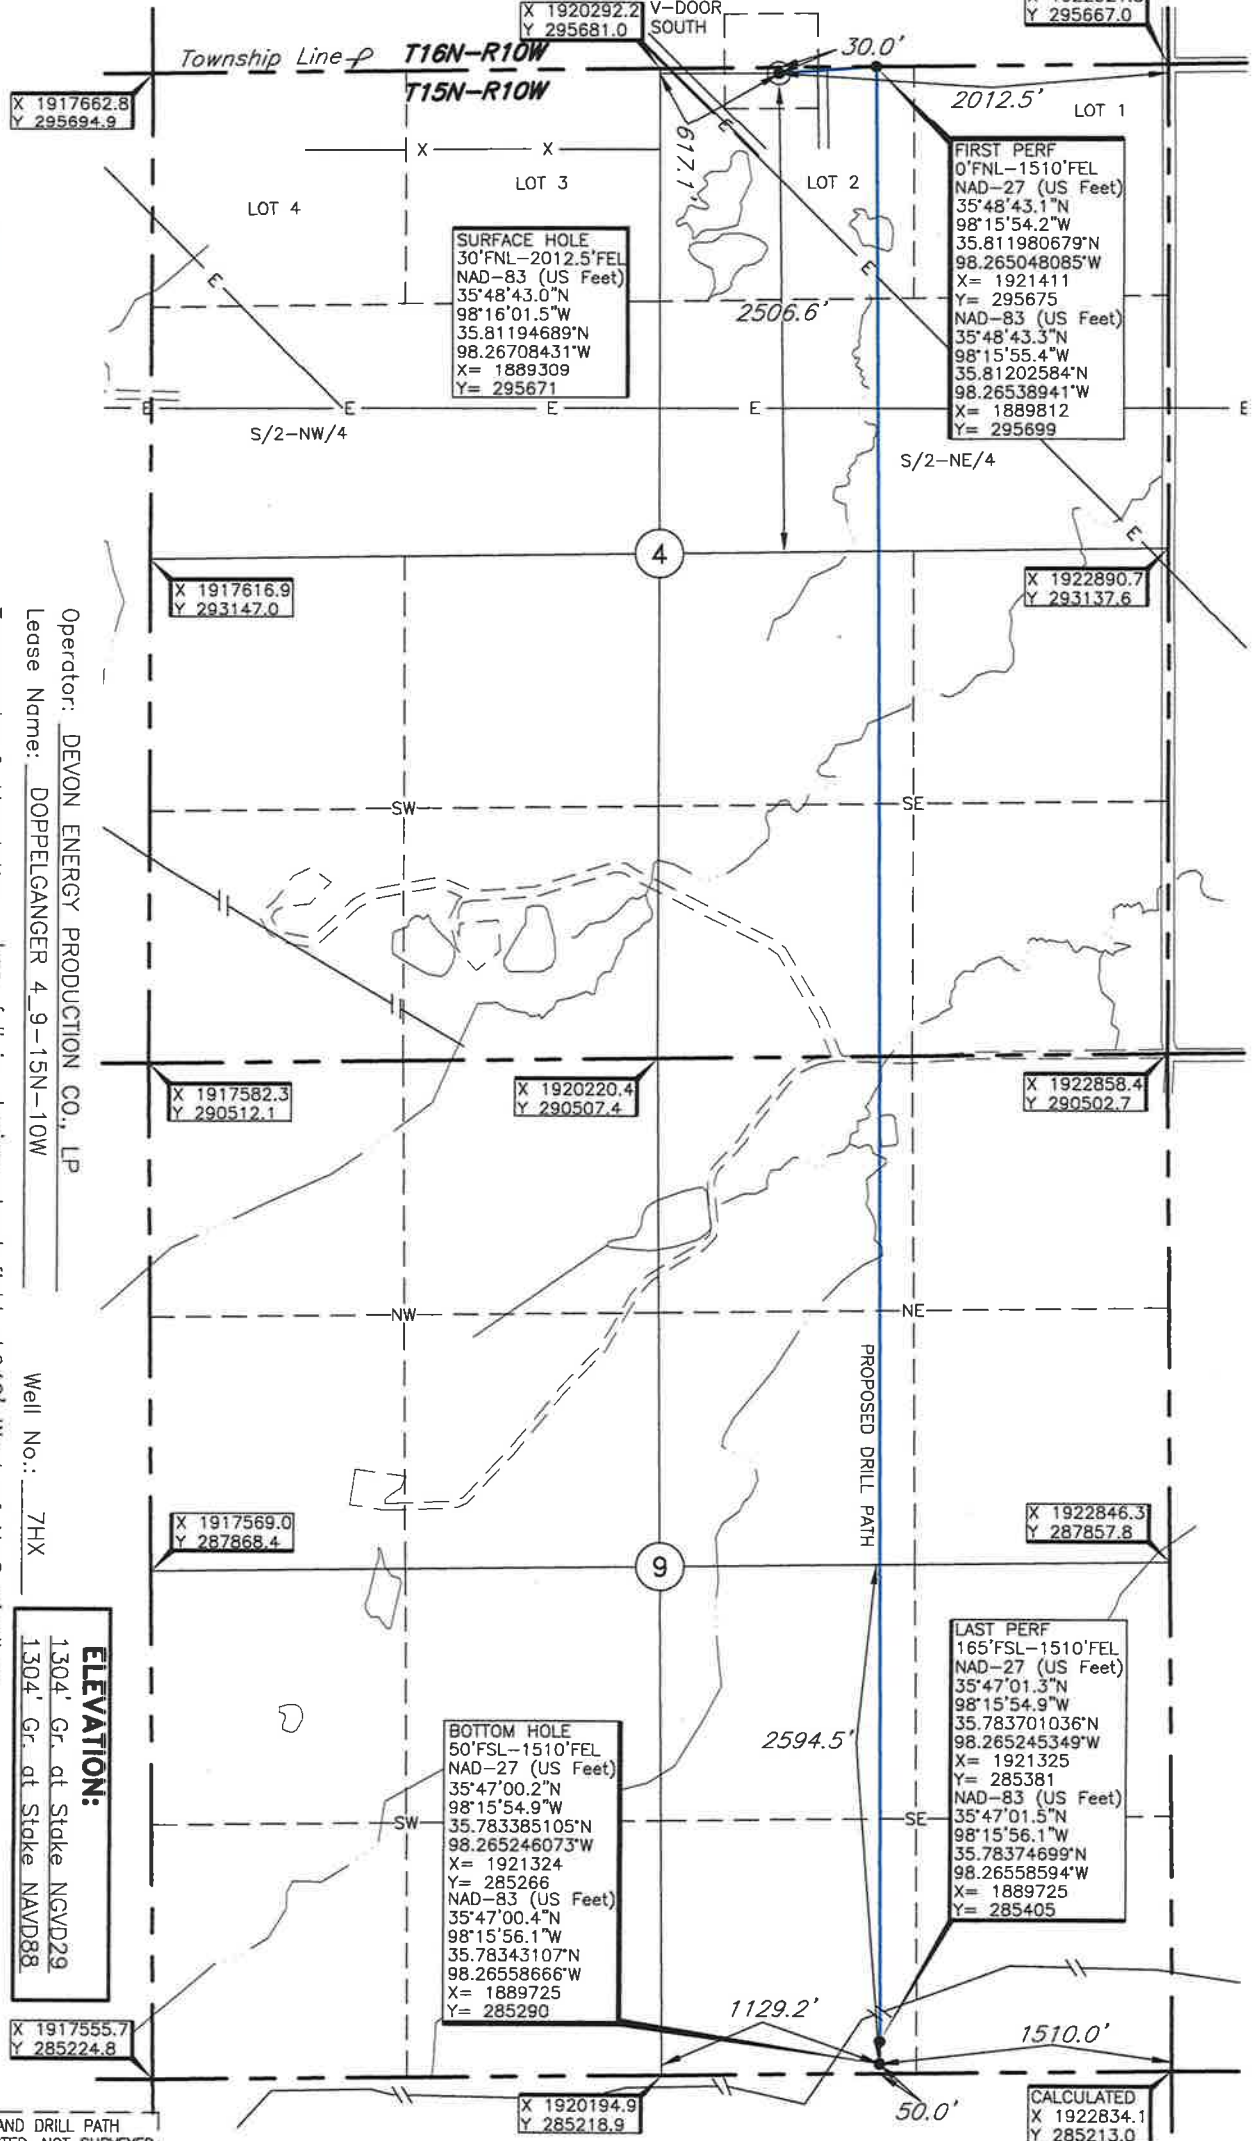 X 1920292.2
Y 295681.0
V-DOOR
SOUTH
Y 295667.0
Township Line
T16N-R10W
T15N-R10W
30.0'
2012.5'
LOT 1
X 1917662.8
Y 295694.9
617.1'
E
X X
LOT 3
LOT 2
LOT 4
FIRST PERF
0'FNL-1510'FEL
NAD-27 (US Feet)
35°48'43.1"N
98°15'54.2"W
35.811980679°N
98.265048085°W
X= 1921411
Y= 295675
NAD-83 (US Feet)
35°48'43.3"N
98°15'55.4"W
35.81202584°N
98.26538941°W
X= 1889812
Y= 295699
SURFACE HOLE
30'FNL-2012.5'FEL
NAD-83 (US Feet)
35°48'43.0"N
98°16'01.5"W
35.81194689°N
98.26708431°W
X= 1889309
Y= 295671
E
E
2506.6'
E E E E E
S/2-NW/4
S/2-NE/4
E
4
X 1917616.9
Y 293147.0
X 1922890.7
Y 293137.6
Operator: DEVON ENERGY PRODUCTION CO., LP
Lease Name: DOPPELGANGER 4_9-15N-10W
Well No.: 7HX
SW
SE
X 1917582.3
Y 290512.1
X 1920220.4
Y 290507.4
X 1922858.4
Y 290502.7
NW
NE
PROPOSED DRILL PATH
X 1917569.0
Y 287868.4
X 1922846.3
Y 287857.8
9
ELEVATION:
1304' Gr. at Stake NGVD29
1304' Gr. at Stake NAVD88
LAST PERF
165'FSL-1510'FEL
NAD-27 (US Feet)
35°47'01.3"N
98°15'54.9"W
35.783701036°N
98.265245349°W
X= 1921325
Y= 285381
NAD-83 (US Feet)
35°47'01.5"N
98°15'56.1"W
35.78374699°N
98.26558594°W
X= 1889725
Y= 285405
2594.5'
BOTTOM HOLE
50'FSL-1510'FEL
NAD-27 (US Feet)
35°47'00.2"N
98°15'54.9"W
35.783385105°N
98.265246073°W
X= 1921324
Y= 285266
NAD-83 (US Feet)
35°47'00.4"N
98°15'56.1"W
35.78343107°N
98.26558666°W
X= 1889725
Y= 285290
SW
SE
1129.2'
1510.0'
X 1917555.7
Y 285224.8
50.0'
X 1920194.9
Y 285218.9
CALCULATED
X 1922834.1
Y 285213.0
AND DRILL PATH